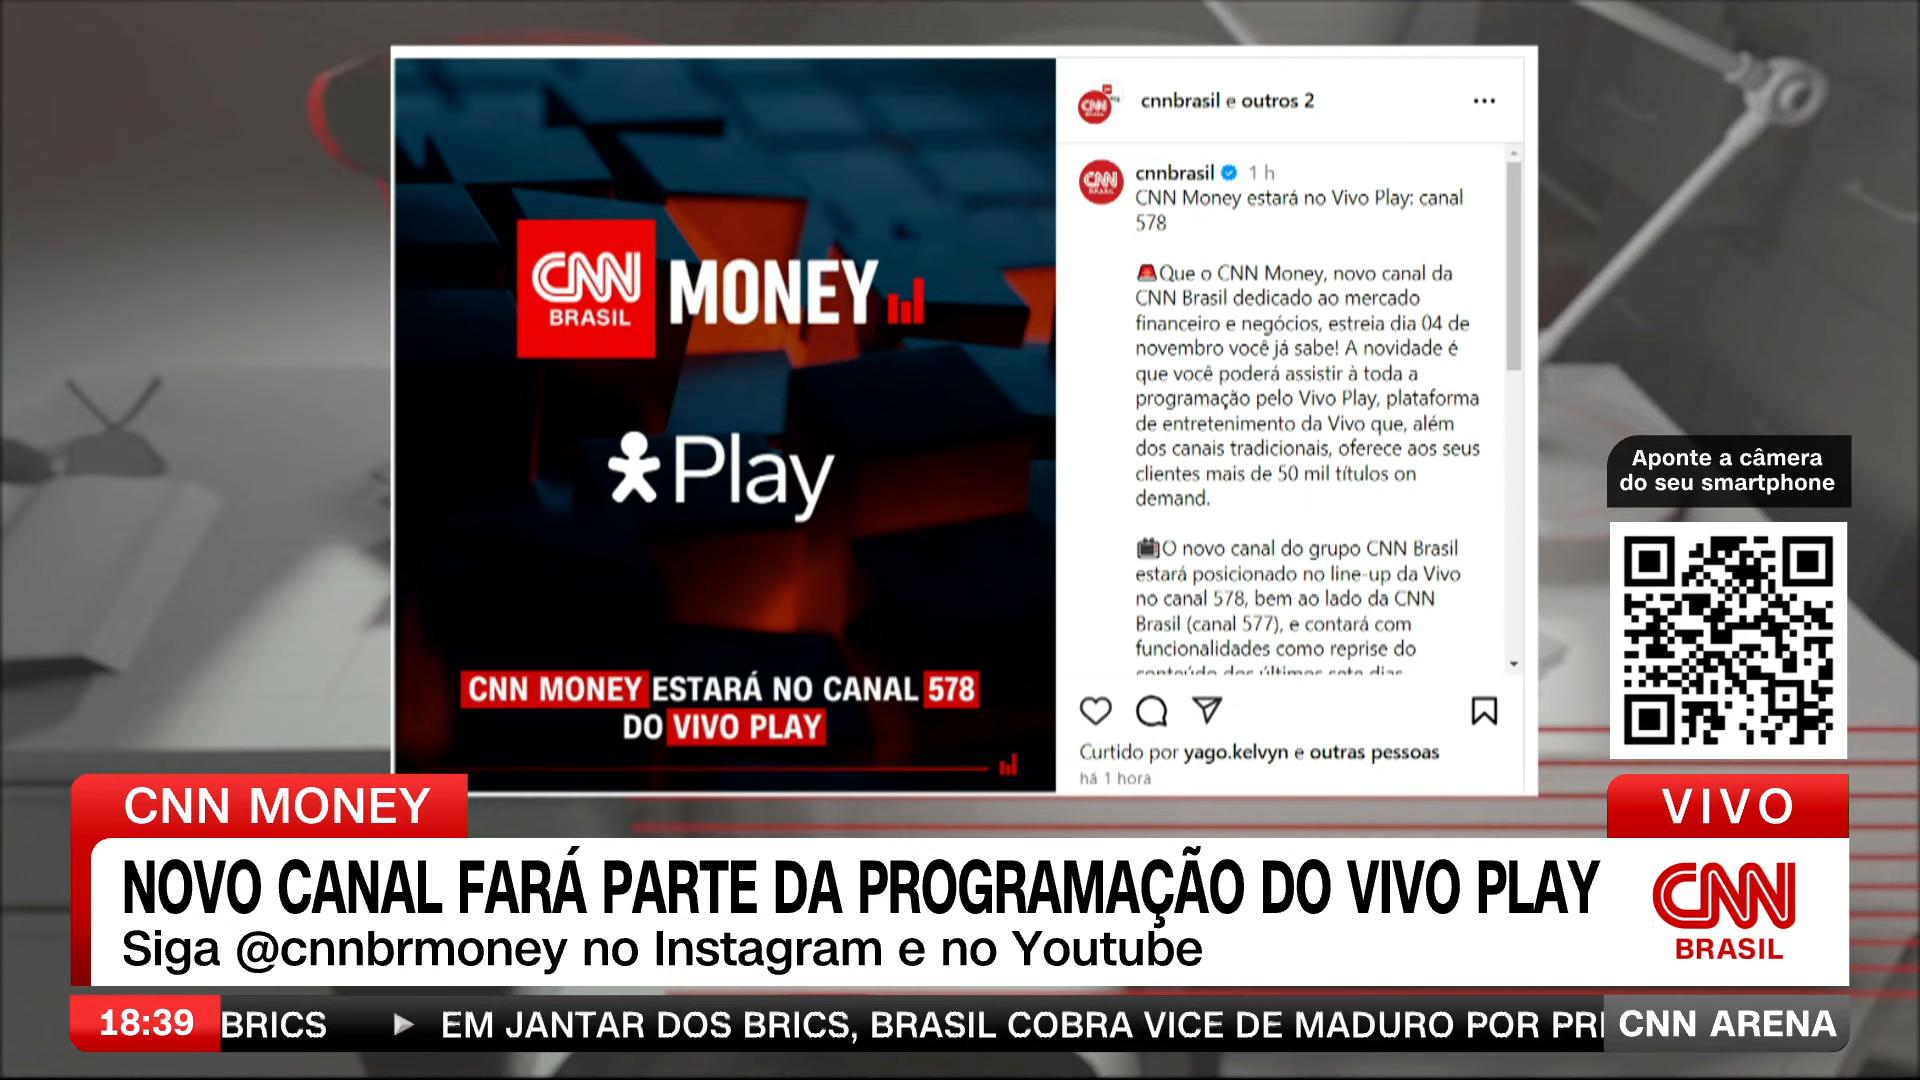 CNN
BRASIL
MONEY
Play
CNN MONEY ESTARÁ NO CANAL 578
DO VIVO PLAY
cnnbrasil e outros 2
CNN
cnnbrasil 1 h
CNN Money estará no Vivo Play: canal
578
Que o CNN Money, novo canal da
CNN Brasil dedicado ao mercado
financeiro e negócios, estreia dia 04 de
novembro você já sabe! A novidade é
que você poderá assistir à toda a
programação pelo Vivo Play, plataforma
de entretenimento da Vivo que, além
dos canais tradicionais, oferece aos seus
clientes mais de 50 mil títulos on
demand.
O novo canal do grupo CNN Brasil
estará posicionado no line-up da Vivo
no canal 578, bem ao lado da CNN
Brasil (canal 577), e contará com
funcionalidades como reprise do
conteúdo dos últimos sete dias
Curtido por yago.kelvyn e outras pessoas
há 1 hora
Aponte a câmera
do seu smartphone
CNN MONEY
VIVO
NOVO CANAL FARÁ PARTE DA PROGRAMAÇÃO DO VIVO PLAY
Siga @cnnbrmoney no Instagram e no Youtube
CNN
BRASIL
18:39 BRICS EM JANTAR DOS BRICS, BRASIL COBRA VICE DE MADURO POR PRI CNN ARENA